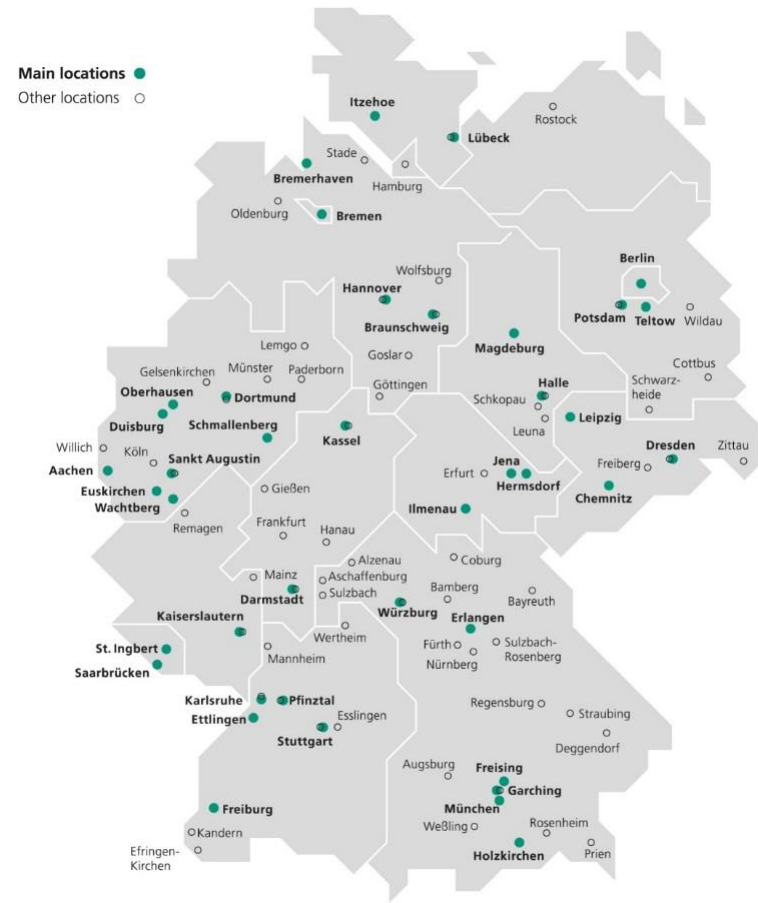 Main locations
Other locations
Itzehoe
Rostock
Lübeck
Stade
Bremerhaven
Hamburg
Oldenburg
Bremen
Berlin
Wolfsburg
Hannover
Braunschweig
Potsdam
Teltow
Wildau
Magdeburg
Lemgo
Goslar
Cottbus
Gelsenkirchen
Münster
Paderborn
Göttingen
Halle
Schwarz-
heide
Oberhausen
Dortmund
Schkopau
Duisburg
Leipzig
Schmallenberg
Leuna
Kassel
Willich
Köln
Dresden
Zittau
Sankt Augustin
Jena
Freiberg
Aachen
Erfurt
Hermsdorf
Euskirchen
Gießen
Chemnitz
Wachtberg
Ilmenau
Remagen
Frankfurt
Hanau
Alzenau
Coburg
Mainz
Aschaffenburg
Bamberg
Darmstadt
Sulzbach
Bayreuth
Würzburg
Kaiserslautern
Erlangen
Wertheim
St. Ingbert
Fürth
Sulzbach-
Rosenberg
Mannheim
Nürnberg
Saarbrücken
Karlsruhe
Pfinztal
Regensburg
Ettlingen
Esslingen
Straubing
Stuttgart
Deggendorf
Augsburg
Freising
Garching
Freiburg
München
Weßling
Rosenheim
Kandern
Efringen-
Kirchen
Holzkirchen
Prien